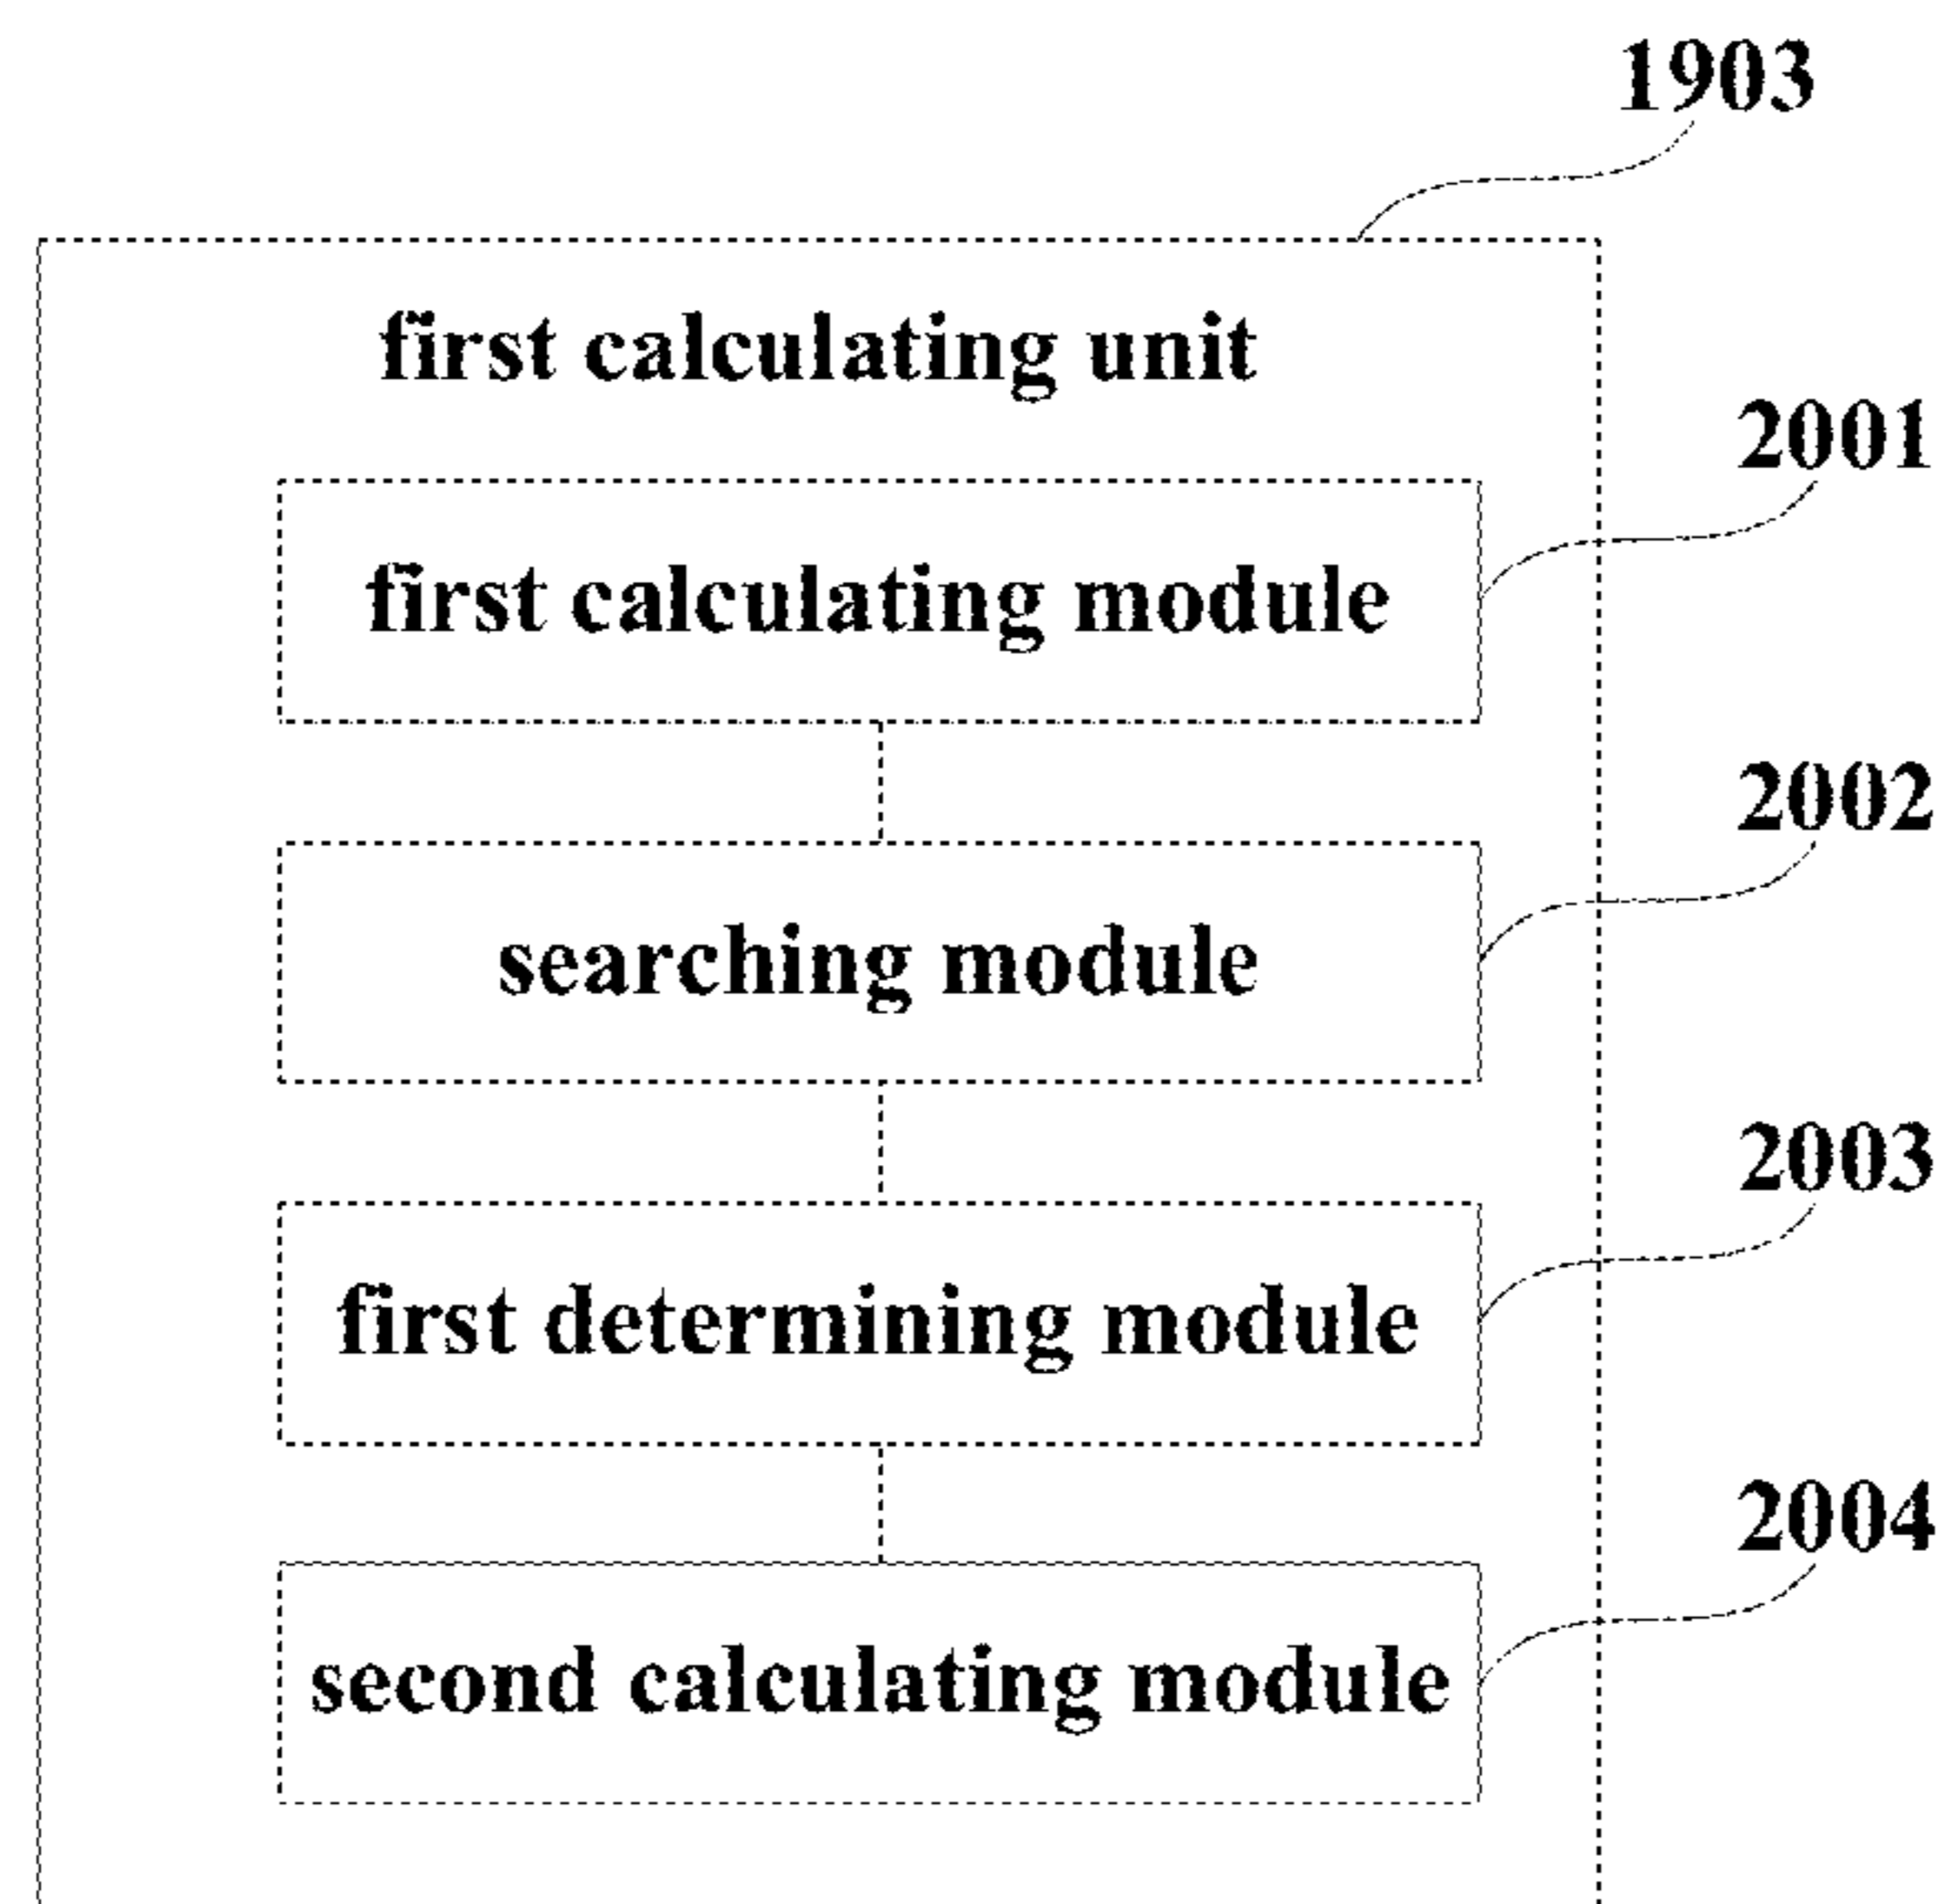 1903
first calculating unit
2001
first calculating module
2002
searching module
2003
first determining module
2004
second calculating module